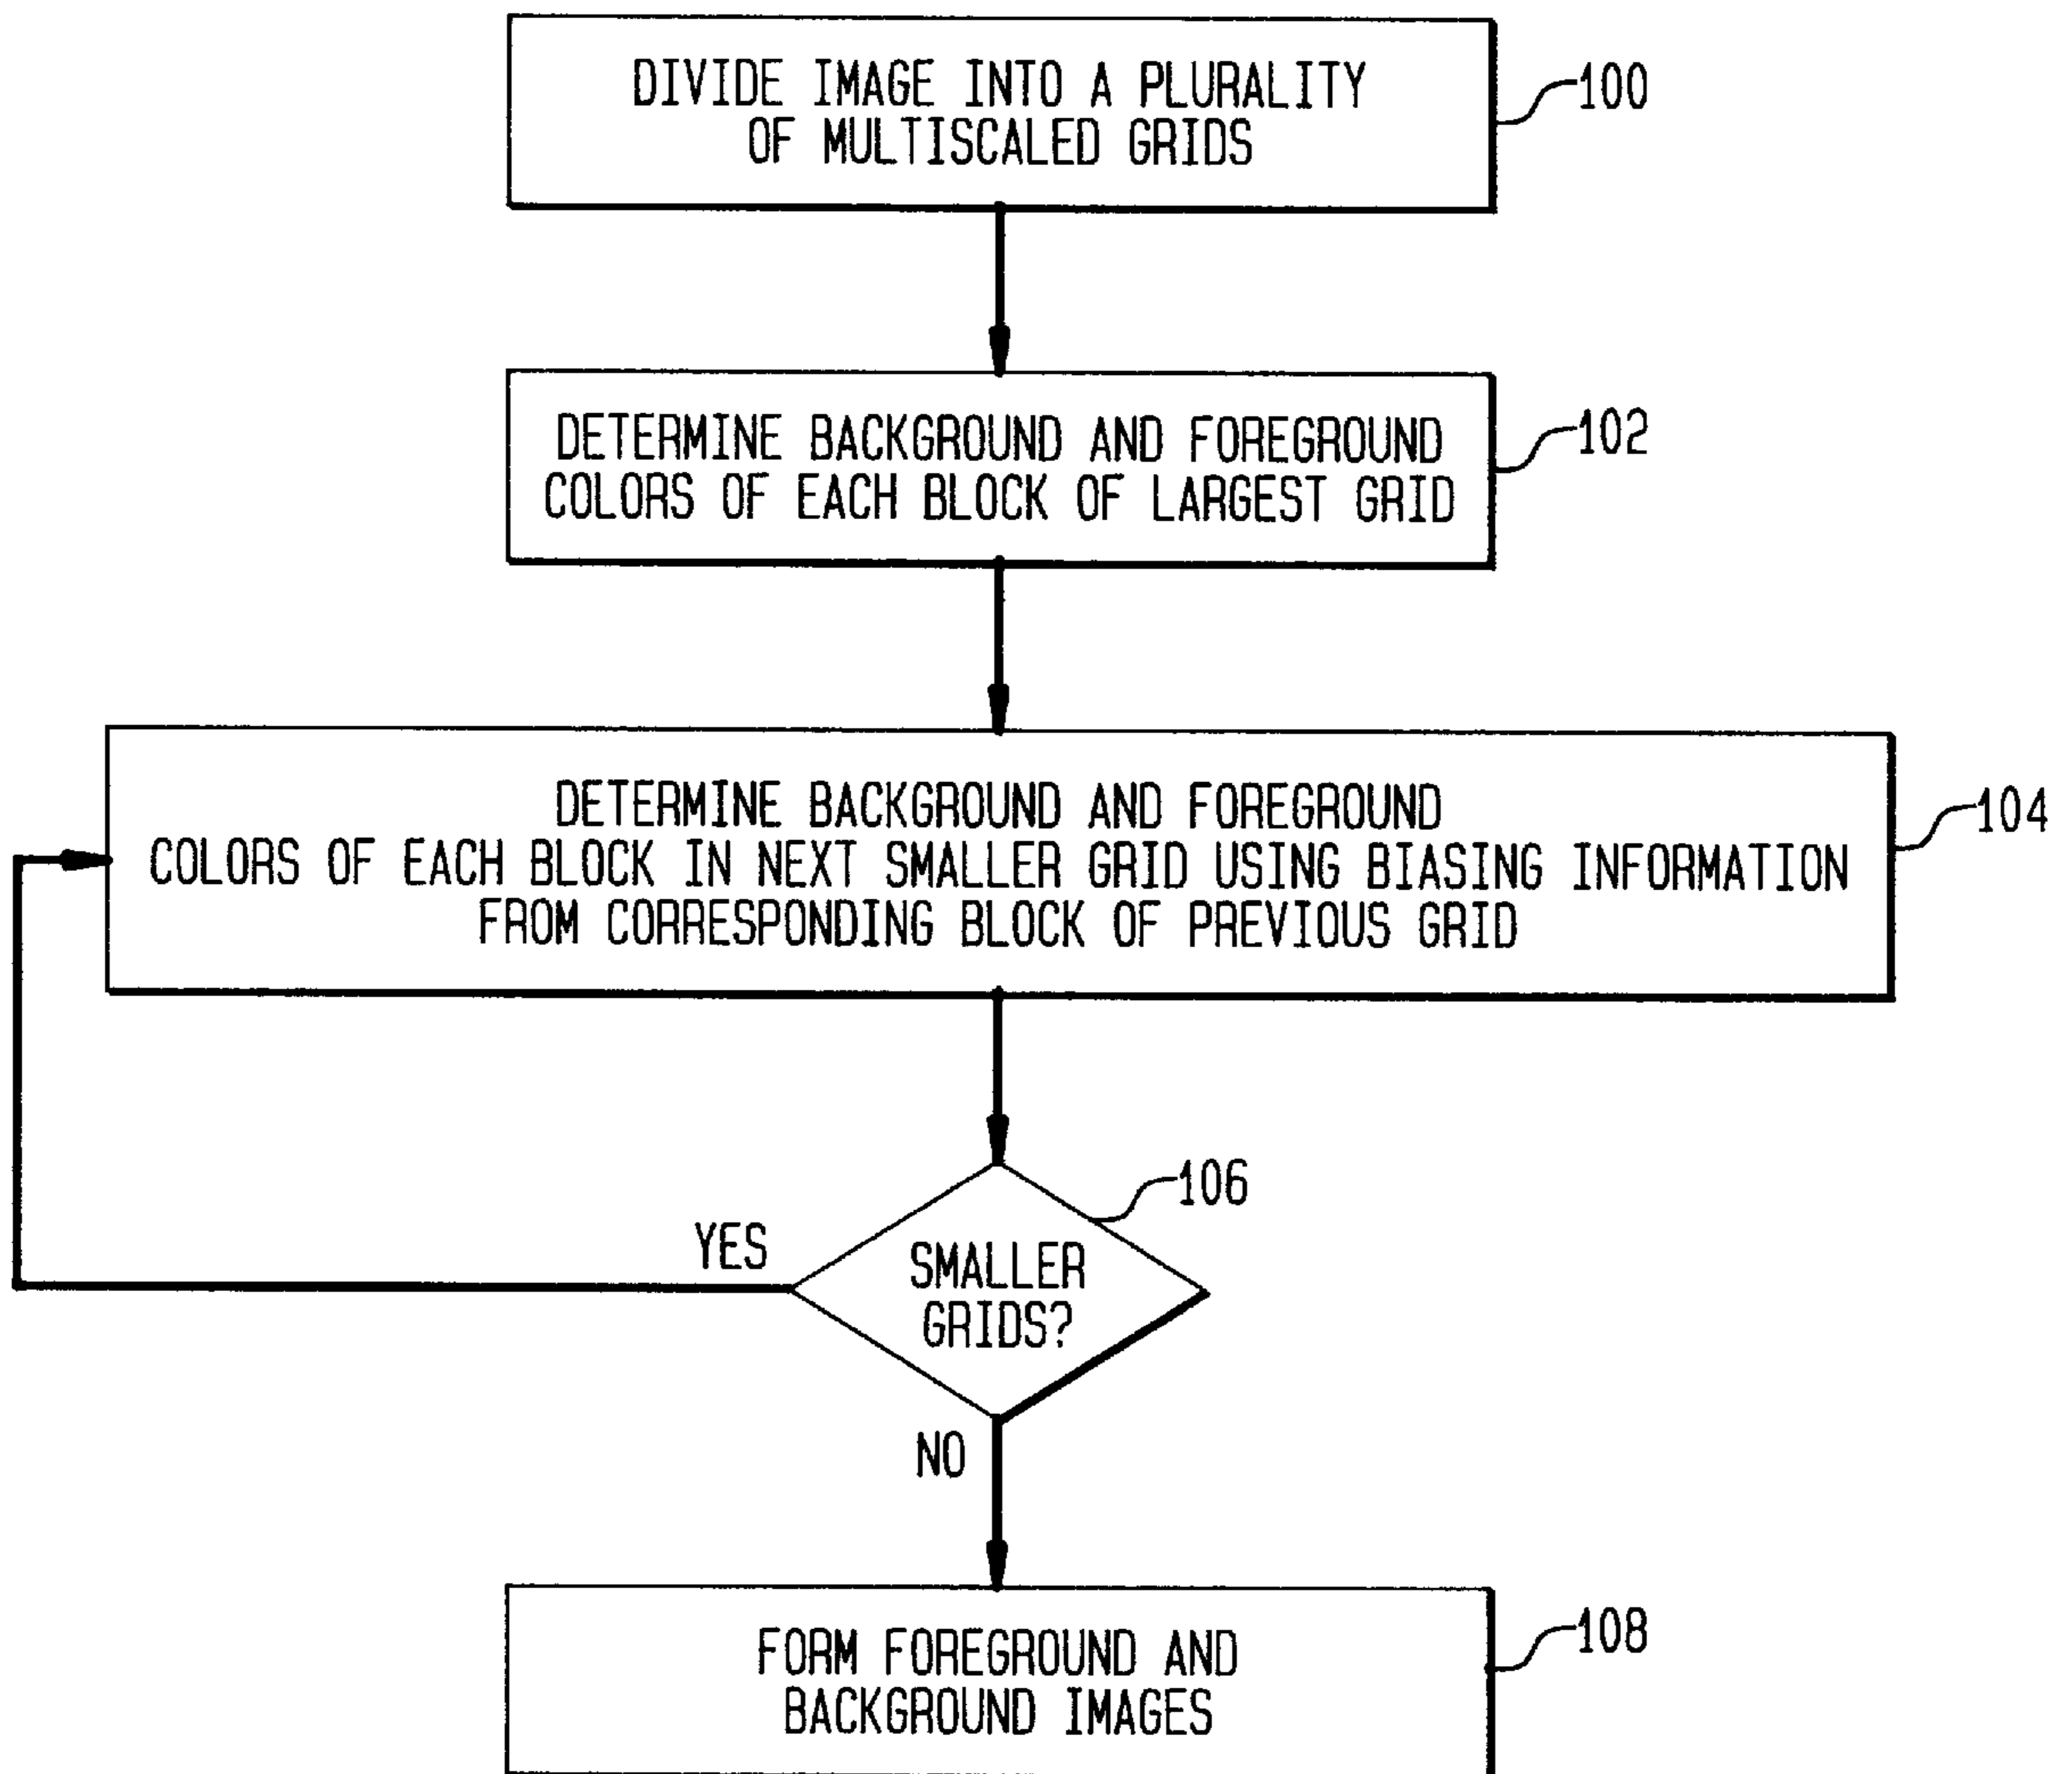 DIVIDE IMAGE INTO A PLURALITY
OF MULTISCALED GRIDS
100
DETERMINE BACKGROUND AND FOREGROUND
COLORS OF EACH BLOCK OF LARGEST GRID
102
DETERMINE BACKGROUND AND FOREGROUND
COLORS OF EACH BLOCK IN NEXT SMALLER GRID USING BIASING INFORMATION
FROM CORRESPONDING BLOCK OF PREVIOUS GRID
104
106
YES
SMALLER
GRIDS?
NO
FORM FOREGROUND AND
BACKGROUND IMAGES
108